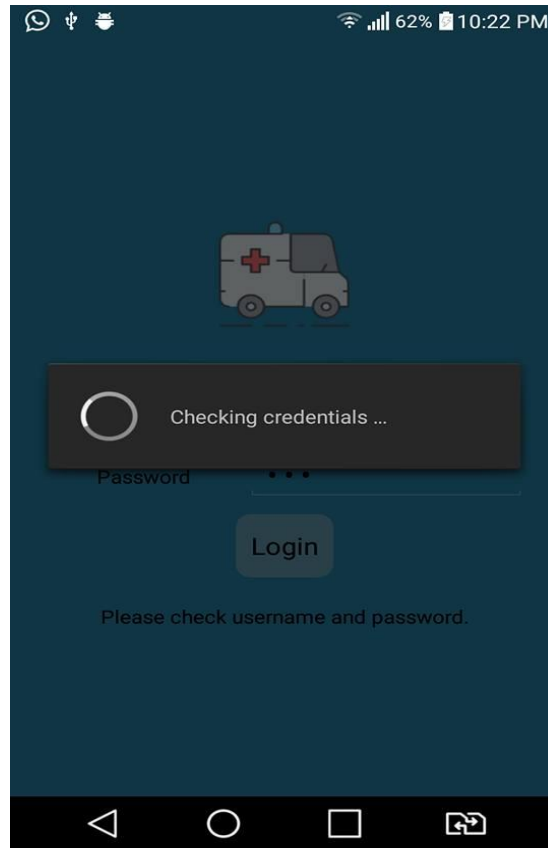 62% 10:22 PM
Checking credentials ...
Password •••
Login
Please check username and password.